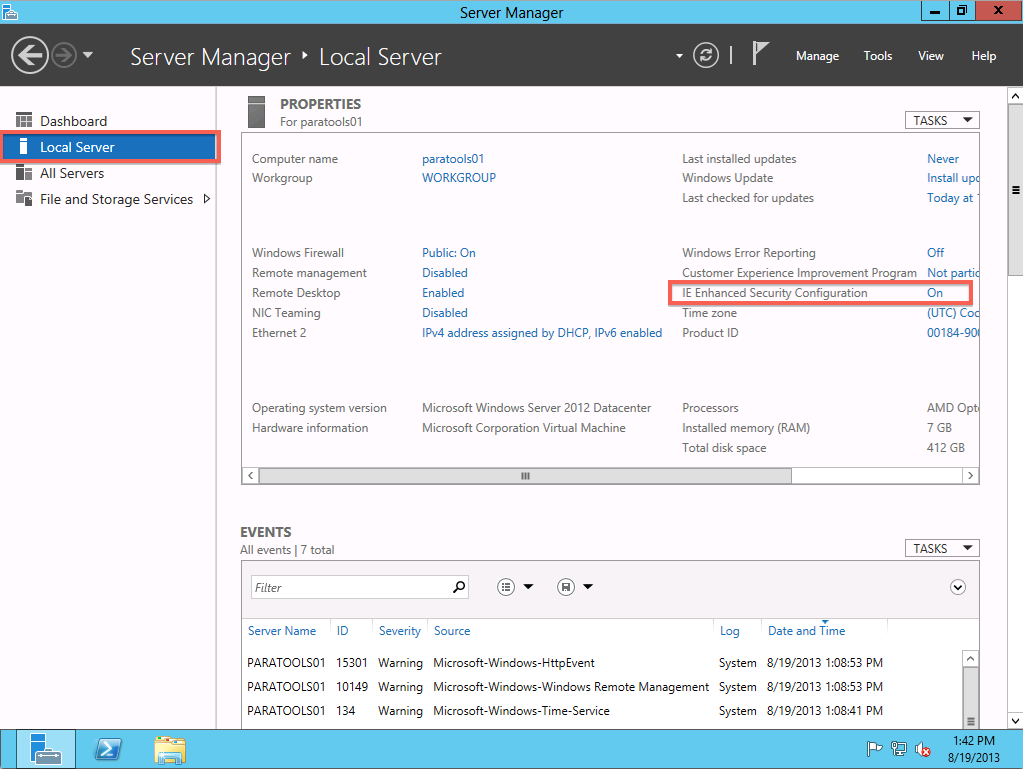 Server Manager
Server Manager Local Server
Manage Tools View Help
Dashboard
Local Server
All Servers
File and Storage Services
PROPERTIES
For paratools01
TASKS
Computer name paratools01 Last installed updates Never
Workgroup WORKGROUP Windows Update Install
Last checked for updates Today at
Windows Firewall Public: On Windows Error Reporting Off
Remote management Disabled Customer Experience Improvement Program Not
Remote Desktop Enabled IE Enhanced Security Configuration On
NIC Teaming Disabled Time zone (UTC)
Ethernet 2 IPv4 address assigned by DHCP, IPv6 enabled Product ID 00184-900
Operating system version Microsoft Windows Server 2012 Datacenter Processors AMD
Hardware information Microsoft Corporation Virtual Machine Installed memory (RAM) 7 GB
Total disk space 412 GB
EVENTS
All events | 7 total
TASKS
Filter
Server Name ID Severity Source Log Date and Time
PARATOOLS01 15301 Warning Microsoft-Windows-HttpEvent System 8/19/2013 1:08:53 PM
PARATOOLS01 10149 Warning Microsoft-Windows-Windows Remote Management System 8/19/2013 1:08:53 PM
PARATOOLS01 134 Warning Microsoft-Windows-Time-Service System 8/19/2013 1:08:41 PM
1:42 PM
8/19/2013